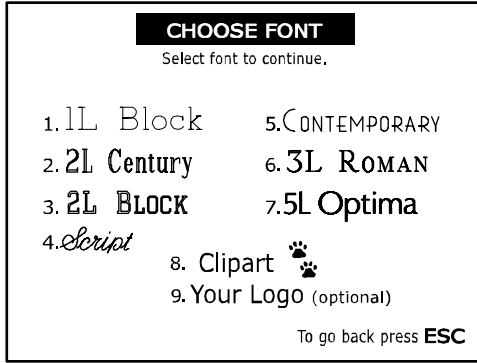 CHOOSE FONT
Select font to continue.
1. 1L Block
5. CONTEMPORARY
2. 2L Century
6. 3L ROMAN
3. 2L BLOCK
7. 5L Optima
4. Script
8. Clipart
9. Your Logo (optional)
To go back press ESC